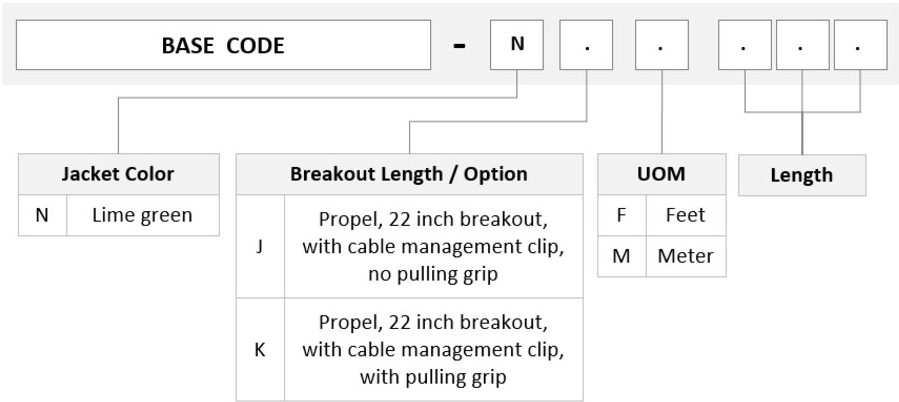 BASE CODE - N . . . . .
Jacket Color
N Lime green
Breakout Length / Option
J Propel, 22 inch breakout,
with cable management clip,
no pulling grip
K Propel, 22 inch breakout,
with cable management clip,
with pulling grip
UOM
F Feet
M Meter
Length